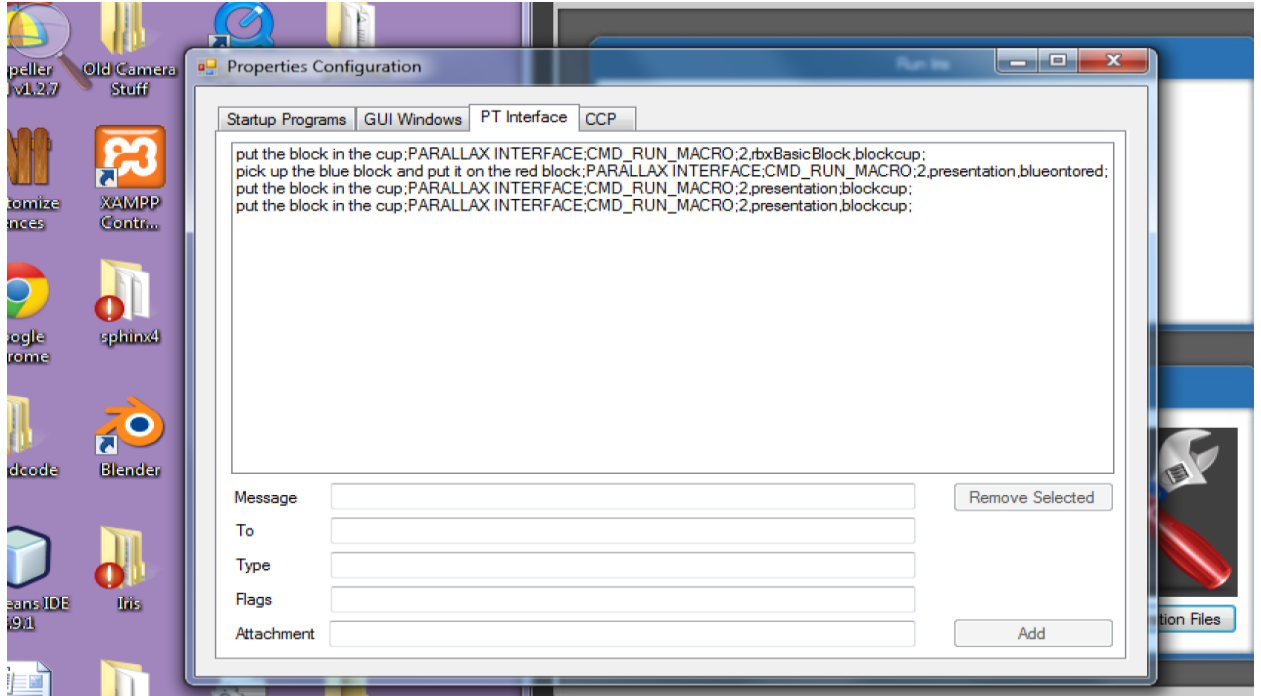 peller
v1.2.7
Old Camera
Stuff
Properties Configuration
Run
Startup Programs
GUI Windows
PT Interface
CCP
put the block in the cup;PARALLAX INTERFACE;CMD_RUN_MACRO;2,rbxBasicBlock,blockcup;
pick up the blue block and put it on the red block;PARALLAX INTERFACE;CMD_RUN_MACRO;2,presentation,blueontored;
put the block in the cup;PARALLAX INTERFACE;CMD_RUN_MACRO;2,presentation;blockcup;
put the block in the cup;PARALLAX INTERFACE;CMD_RUN_MACRO;2,presentation,blockcup;
tomize
ences
XAMPP
Contr...
ogle
rome
sphinx4
dcode
Blender
eans IDE
.9.1
Iris
Message
Remove Selected
To
Type
Flags
Attachment
Add
tion Files